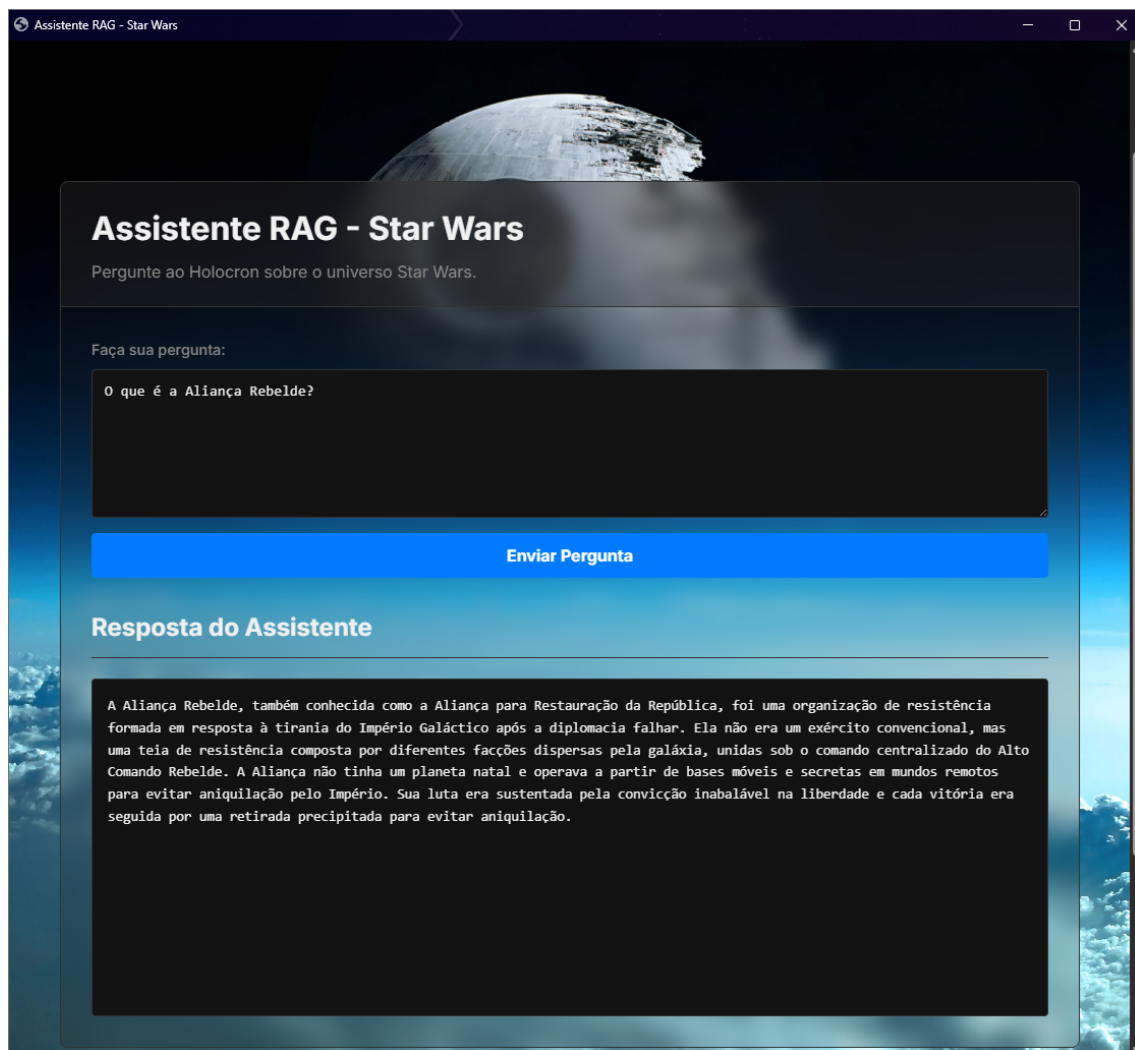 Assistente RAG - Star Wars
Assistente RAG - Star Wars
Pergunte ao Holocron sobre o universo Star Wars.
Faça sua pergunta:
O que é a Aliança Rebelde?
Enviar Pergunta
Resposta do Assistente
A Aliança Rebelde, também conhecida como a Aliança para Restauração da República, foi uma organização de resistência
formada em resposta à tirania do Império Galáctico após a diplomacia falhar. Ela não era um exército convencional, mas
uma teia de resistência composta por diferentes facções dispersas pela galáxia, unidas sob o comando centralizado do Alto
Comando Rebelde. A Aliança não tinha um planeta natal e operava a partir de bases móveis e secretas em mundos remotos
para evitar aniquilação pelo Império. Sua luta era sustentada pela convicção inabalável na liberdade e cada vitória era
seguida por uma retirada precipitada para evitar aniquilação.